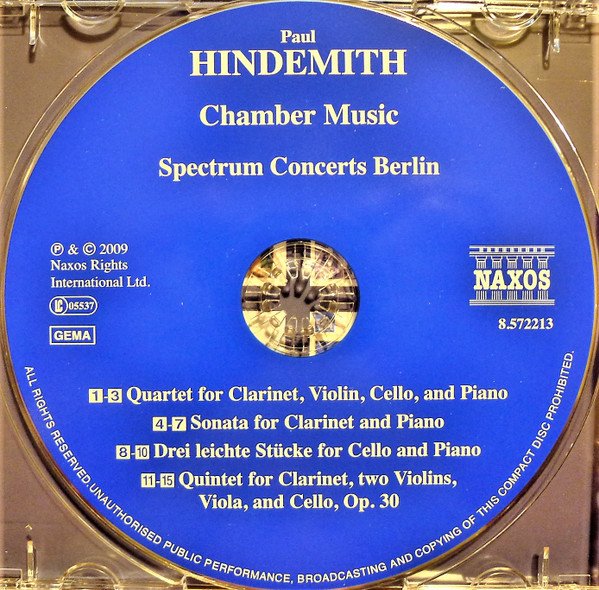 Paul
HINDEMITH
Chamber Music
Spectrum Concerts Berlin
℗ & © 2009
Naxos Rights
International Ltd.
LC 05537
GEMA
NAXOS
8.572213
1-3 Quartet for Clarinet, Violin, Cello, and Piano
4-7 Sonata for Clarinet and Piano
8-10 Drei leichte Stücke for Cello and Piano
11-15 Quintet for Clarinet, two Violins,
Viola, and Cello, Op. 30
ALL RIGHTS RESERVED.UNAUTHORISED PUBLIC PERFORMANCE, BROADCASTING AND COPYING OF THIS COMPACT DISC PROHIBITED.